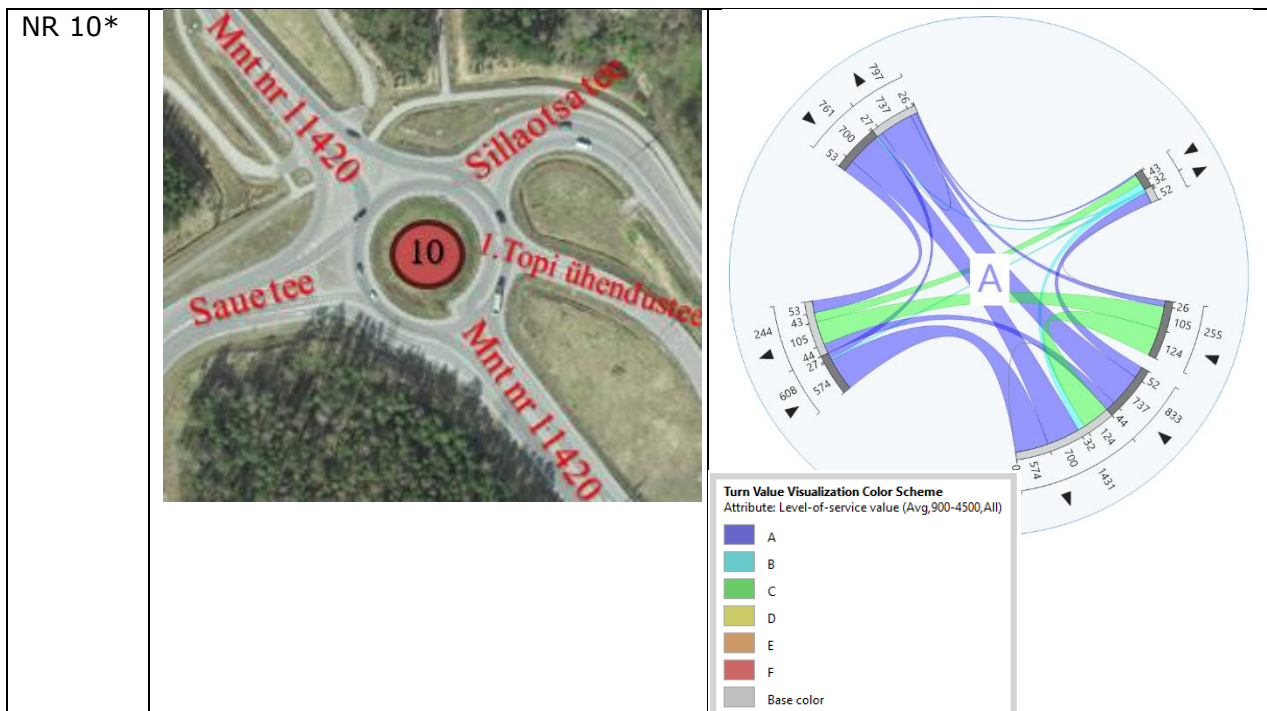 NR 10*
Mnt nr 11420
Sillaotsa tee
10
1.Topi ühendustee
Saue tee
Mnt nr 11420
797
761
26
737
27
700
53
52
A
53
43
105
44
27
574
244
608
26
105
124
255
52
737
44
833
124
32
700
574
0
1431
Turn Value Visualization Color Scheme
Attribute: Level-of-service value (Avg,900-4500,All)
A
B
C
D
E
F
Base color